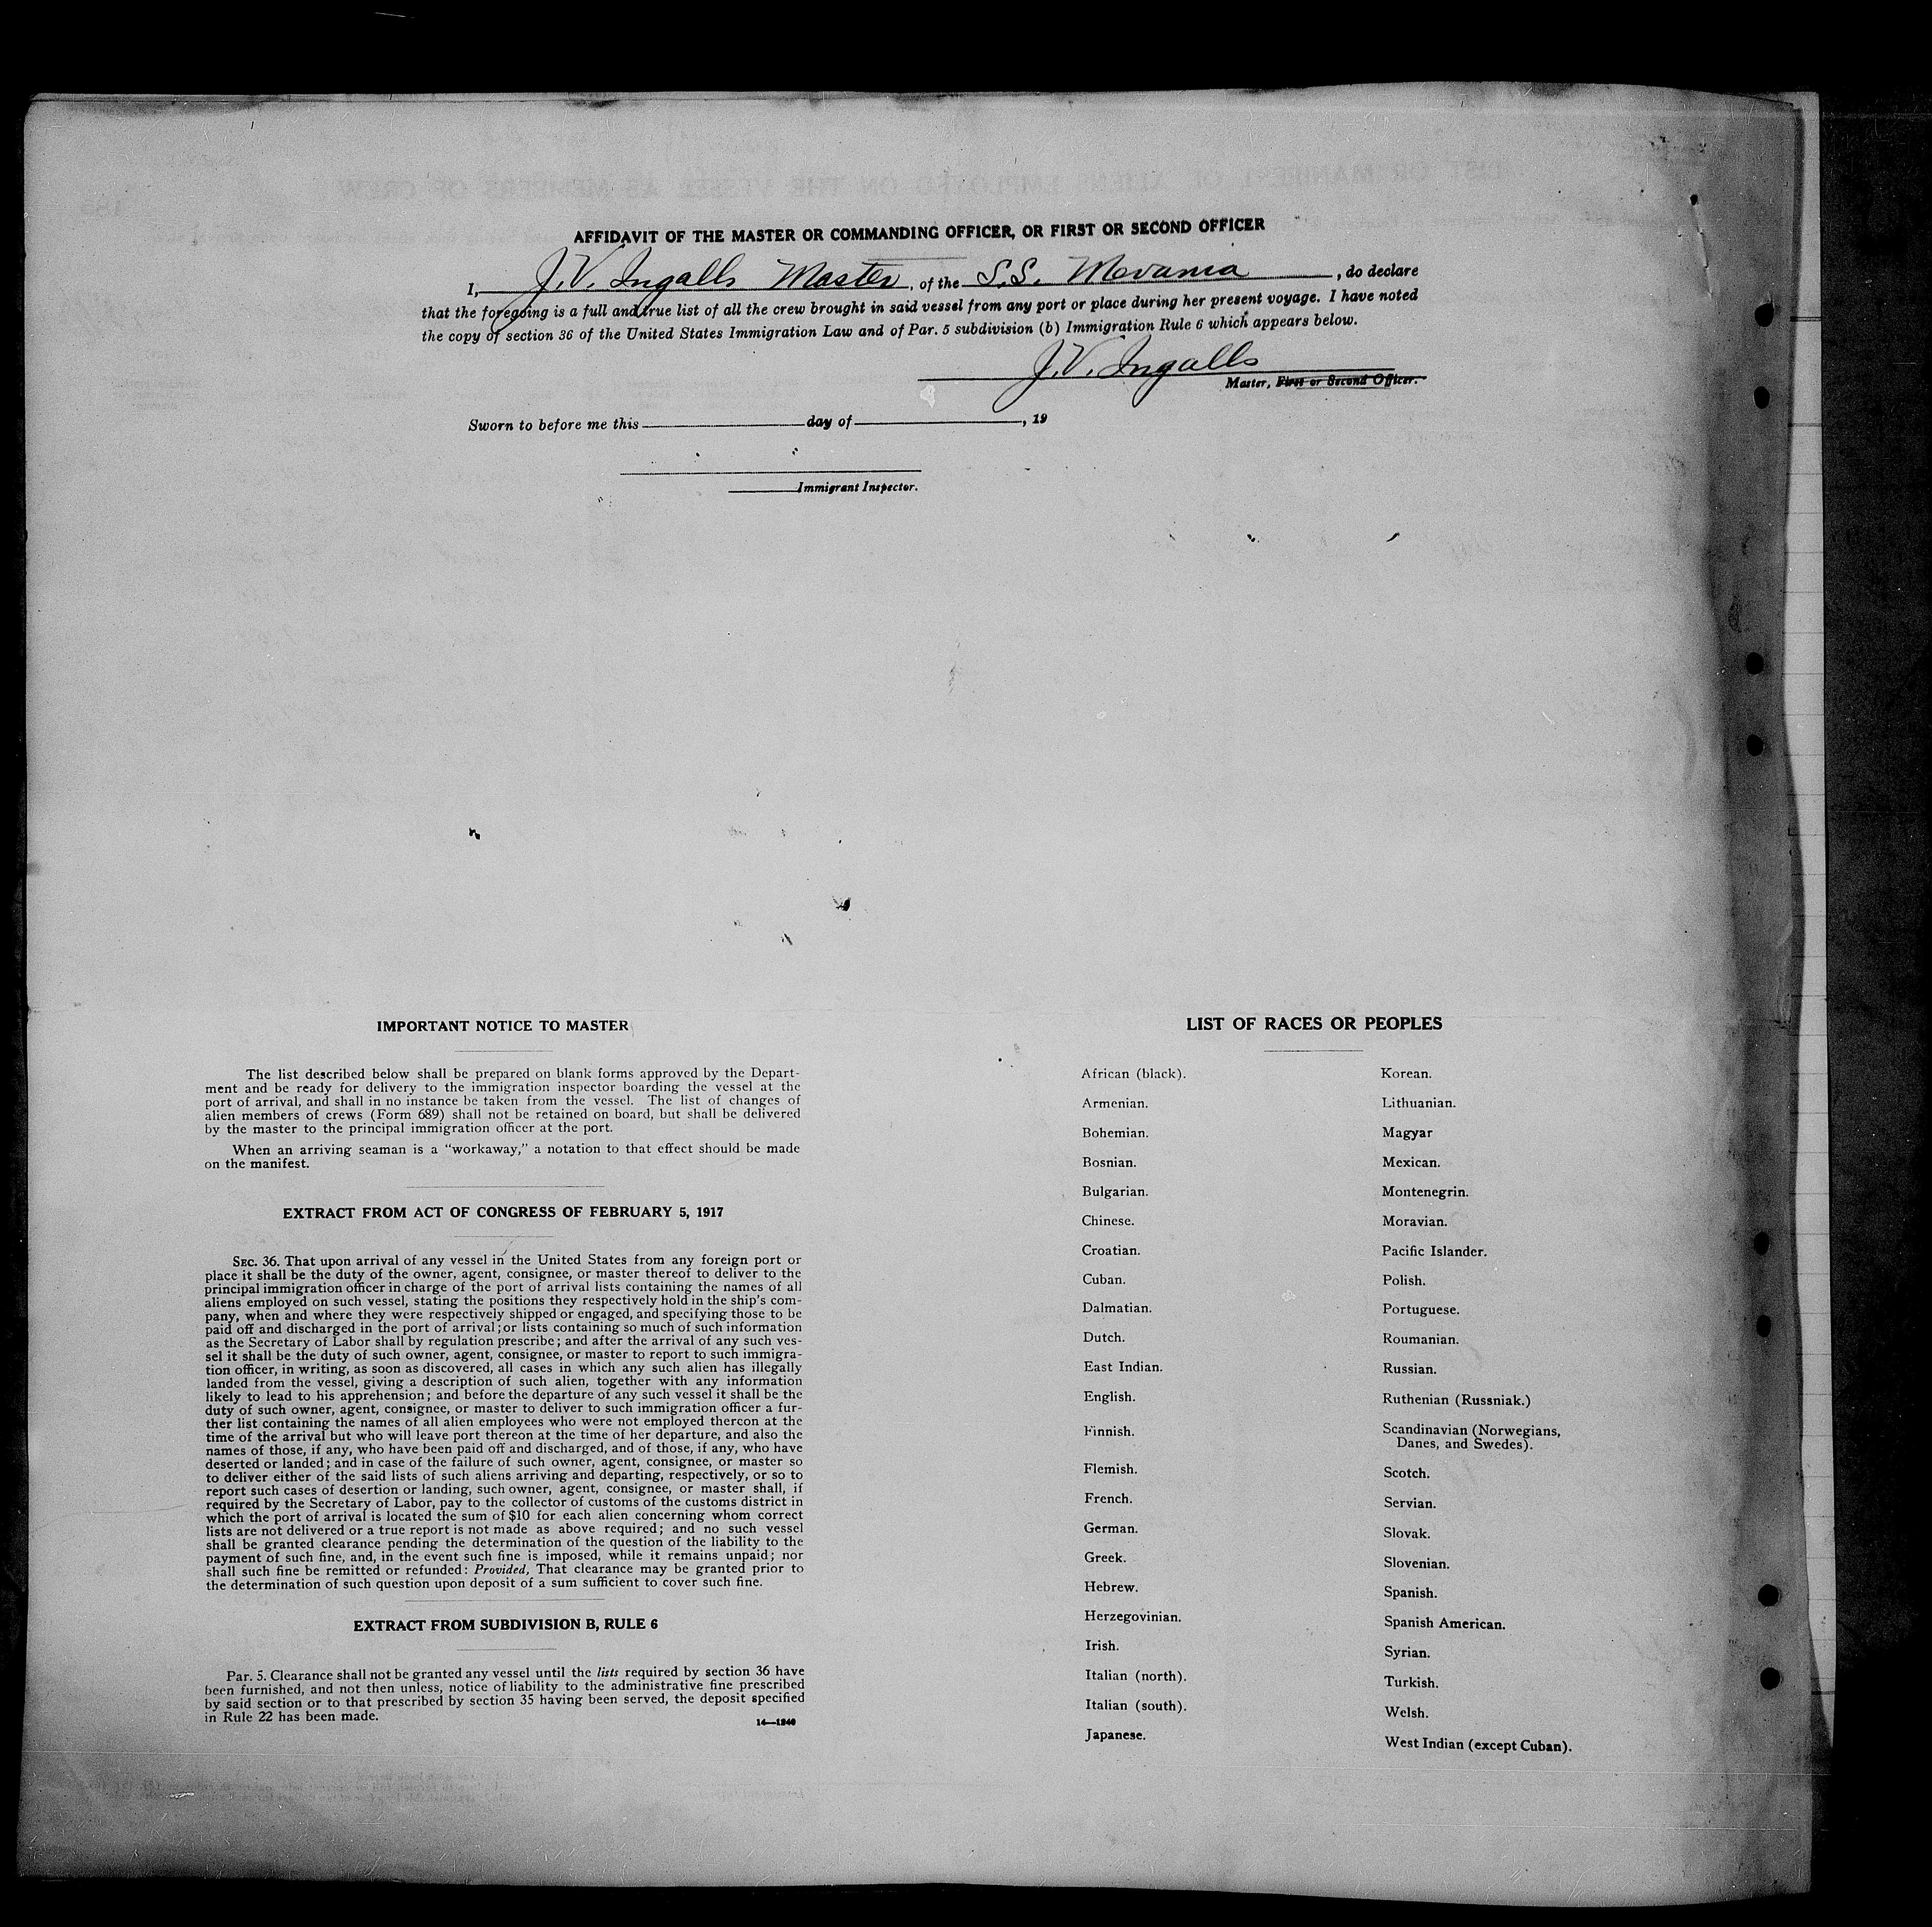 AFFIDAVIT OF THE MASTER OR COMMANDING OFFICER, OR FIRST OR SECOND OFFICER
I, J.V. Ingalls Master, of the S.S. Mevania, do declare
that the foregoing is a full and true list of all the crew brought in said vessel from any port or place during her present voyage. I have noted
the copy of section 36 of the United States Immigration Law and of Par. 5 subdivision (b) Immigration Rule 6 which appears below.
J.V. Ingalls
Master, First or Second Officer.
Sworn to before me this day of , 19
Immigrant Inspector.
IMPORTANT NOTICE TO MASTER
The list described below shall be prepared on blank forms approved by the Depart-
ment and be ready for delivery to the immigration inspector boarding the vessel at the
port of arrival, and shall in no instance be taken from the vessel. The list of changes of
alien members of crews (Form 689) shall not be retained on board, but shall be delivered
by the master to the principal immigration officer at the port.
When an arriving seaman is a "workaway," a notation to that effect should be made
on the manifest.
EXTRACT FROM ACT OF CONGRESS OF FEBRUARY 5, 1917
SEC. 36. That upon arrival of any vessel in the United States from any foreign port or
place it shall be the duty of the owner, agent, consignee, or master thereof to deliver to the
principal immigration officer in charge of the port of arrival lists containing the names of all
aliens employed on such vessel, stating the positions they respectively hold in the ship's com-
pany, when and where they were respectively shipped or engaged, and specifying those to be
paid off and discharged in the port of arrival; or lists containing so much of such information
as the Secretary of Labor shall by regulation prescribe; and after the arrival of any such ves-
sel it shall be the duty of such owner, agent, consignee, or master to report to such immigra-
tion officer, in writing, as soon as discovered, all cases in which any such alien has illegally
landed from the vessel, giving a description of such alien, together with any information
likely to lead to his apprehension; and before the departure of any such vessel it shall be the
duty of such owner, agent, consignee, or master to deliver to such immigration officer a fur-
ther list containing the names of all alien employees who were not employed thereon at the
time of the arrival but who will leave port thereon at the time of her departure, and also the
names of those, if any, who have been paid off and discharged, and of those, if any, who have
deserted or landed; and in case of the failure of such owner, agent, consignee, or master so
to deliver either of the said lists of such aliens arriving and departing, respectively, or so to
report such cases of desertion or landing, such owner, agent, consignee, or master shall, if
required by the Secretary of Labor, pay to the collector of customs of the customs district in
which the port of arrival is located the sum of $10 for each alien concerning whom correct
lists are not delivered or a true report is not made as above required; and no such vessel
shall be granted clearance pending the determination of the question of the liability to the
payment of such fine, and, in the event such fine is imposed, while it remains unpaid; nor
shall such fine be remitted or refunded: Provided, That clearance may be granted prior to
the determination of such question upon deposit of a sum sufficient to cover such fine.
EXTRACT FROM SUBDIVISION B, RULE 6
Par. 5. Clearance shall not be granted any vessel until the lists required by section 36 have
been furnished, and not then unless, notice of liability to the administrative fine prescribed
by said section or to that prescribed by section 35 having been served, the deposit specified
in Rule 22 has been made.
14—1240
LIST OF RACES OR PEOPLES
African (black).
Armenian.
Bohemian.
Bosnian.
Bulgarian.
Chinese.
Croatian.
Cuban.
Dalmatian.
Dutch.
East Indian.
English.
Finnish.
Flemish.
French.
German.
Greek.
Hebrew.
Herzegovinian.
Irish.
Italian (north).
Italian (south).
Japanese.
Korean.
Lithuanian.
Magyar
Mexican.
Montenegrin.
Moravian.
Pacific Islander.
Polish.
Portuguese.
Roumanian.
Russian.
Ruthenian (Russniak.)
Scandinavian (Norwegians,
Danes, and Swedes).
Scotch.
Servian.
Slovak.
Slovenian.
Spanish.
Spanish American.
Syrian.
Turkish.
Welsh.
West Indian (except Cuban).